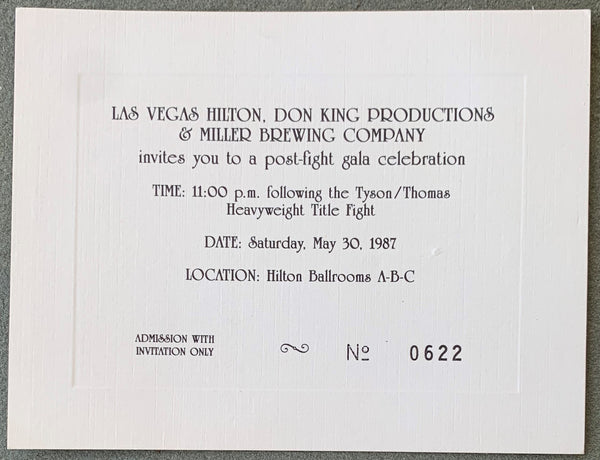 LAS VEGAS HILTON, DON KING PRODUCTIONS
& MILLER BREWING COMPANY
invites you to a post-fight gala celebration
TIME: 11:00 p.m. following the Tyson/Thomas
Heavyweight Title Fight
DATE: Saturday, May 30, 1987
LOCATION: Hilton Ballrooms A-B-C
ADMISSION WITH
INVITATION ONLY
№ 0622